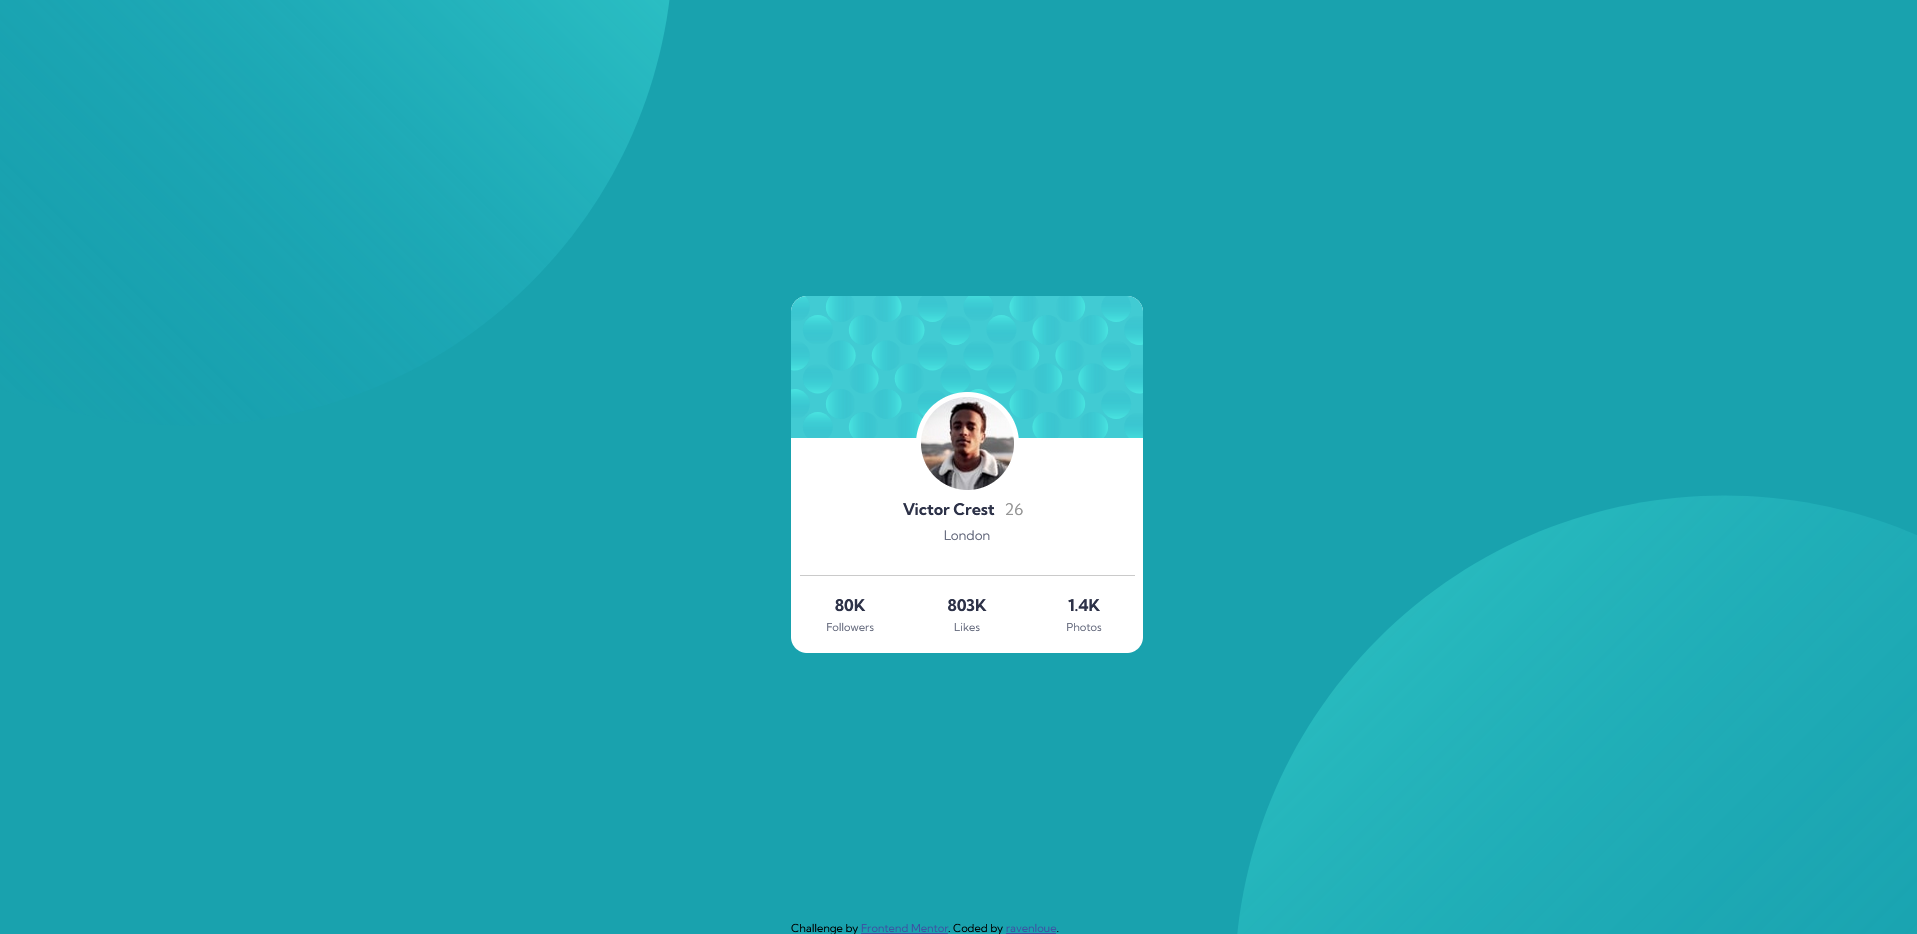 Victor Crest 26
London
80K 803K 1.4K
Followers Likes Photos
Challenge by Frontend Mentor. Coded by ravenloue.